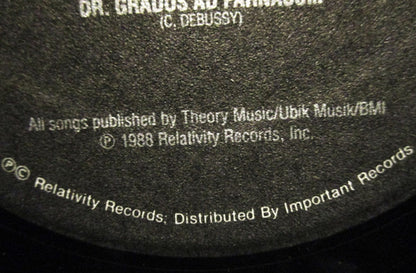 DR. GRADUS AD PARNASSUM
(C. DEBUSSY)
All songs published by Theory Music/Ubik Musik/BMI
Ⓟ 1988 Relativity Records, Inc.
Ⓟ© Relativity Records; Distributed By Important Records